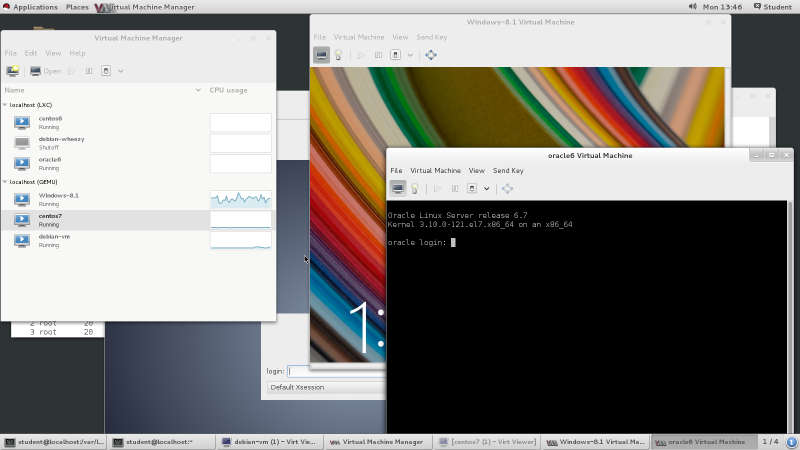 Applications Places Virtual Machine Manager
Mon 13:46 Student
Windows-8.1 Virtual Machine
File Virtual Machine View Send Key
Virtual Machine Manager
File Edit View Help
Open
Name CPU usage
localhost (LXC)
centos6
Running
debian-wheezy
Shutoff
oracle6
Running
localhost (QEMU)
Windows-8.1
Running
centos7
Running
debian-vm
Running
2 root 20
3 root 20
1:
login:
Default Xsession
oracle6 Virtual Machine
File Virtual Machine View Send Key
Oracle Linux Server release 6.7
Kernel 3.10.0-121.el7.x86_64 on an x86_64
oracle login:
student@localhost:/var/l...
student@localhost:~
debian-vm (1) – Virt Vie...
Virtual Machine Manager
[centos7 (1) – Virt Viewer]
Windows-8.1 Virtual Ma...
oracle6 Virtual Machine
1 / 4